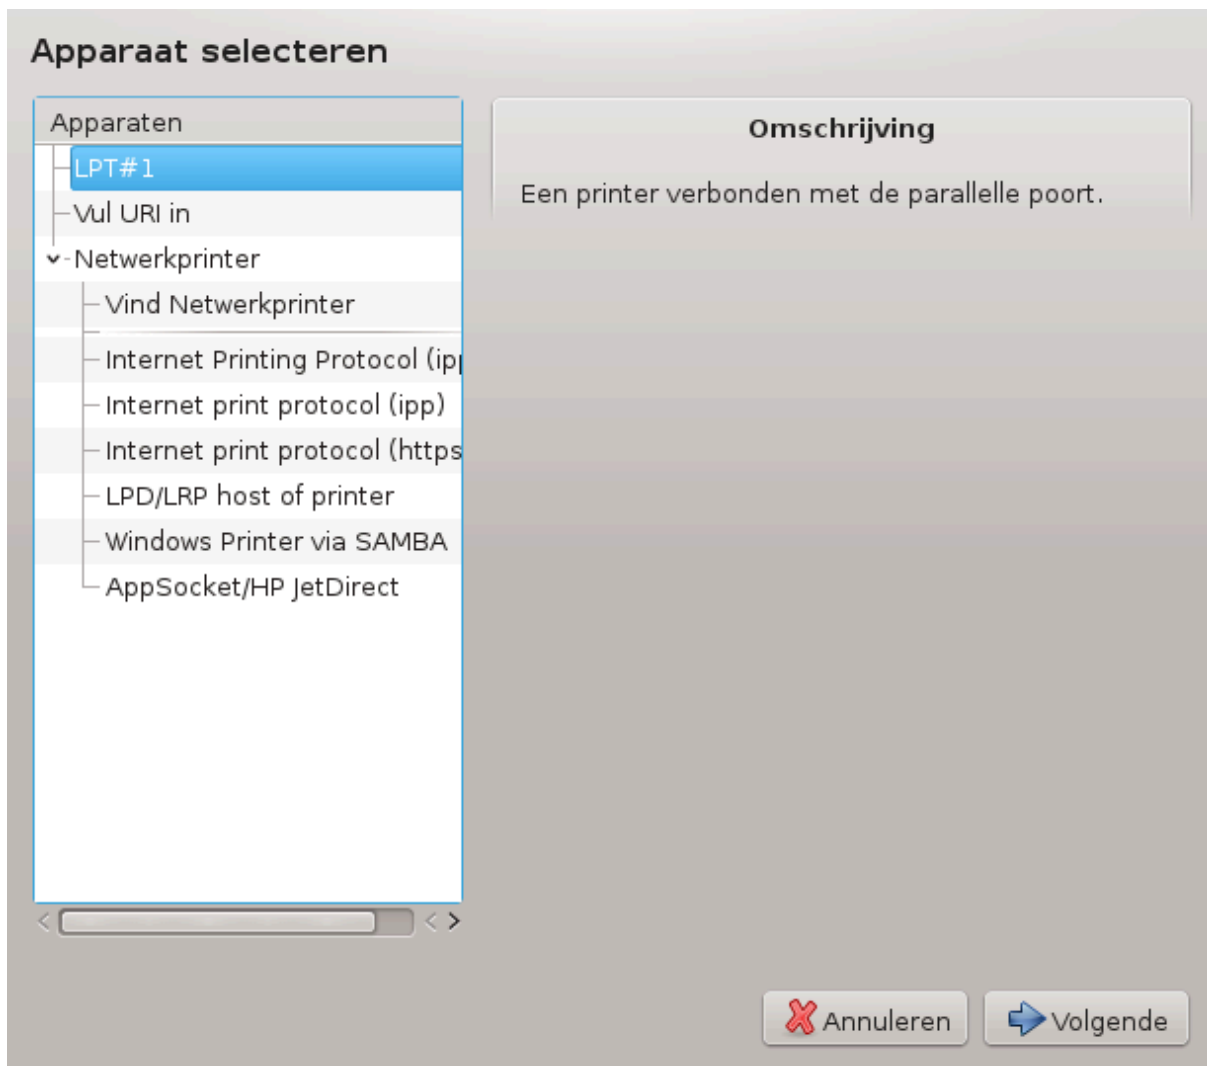 Apparaat selecteren
Apparaten
LPT#1
Vul URI in
Netwerkprinter
Vind Netwerkprinter
Internet Printing Protocol (ipp
Internet print protocol (ipp)
Internet print protocol (https
LPD/LRP host of printer
Windows Printer via SAMBA
AppSocket/HP JetDirect
Omschrijving
Een printer verbonden met de parallelle poort.
Annuleren
Volgende